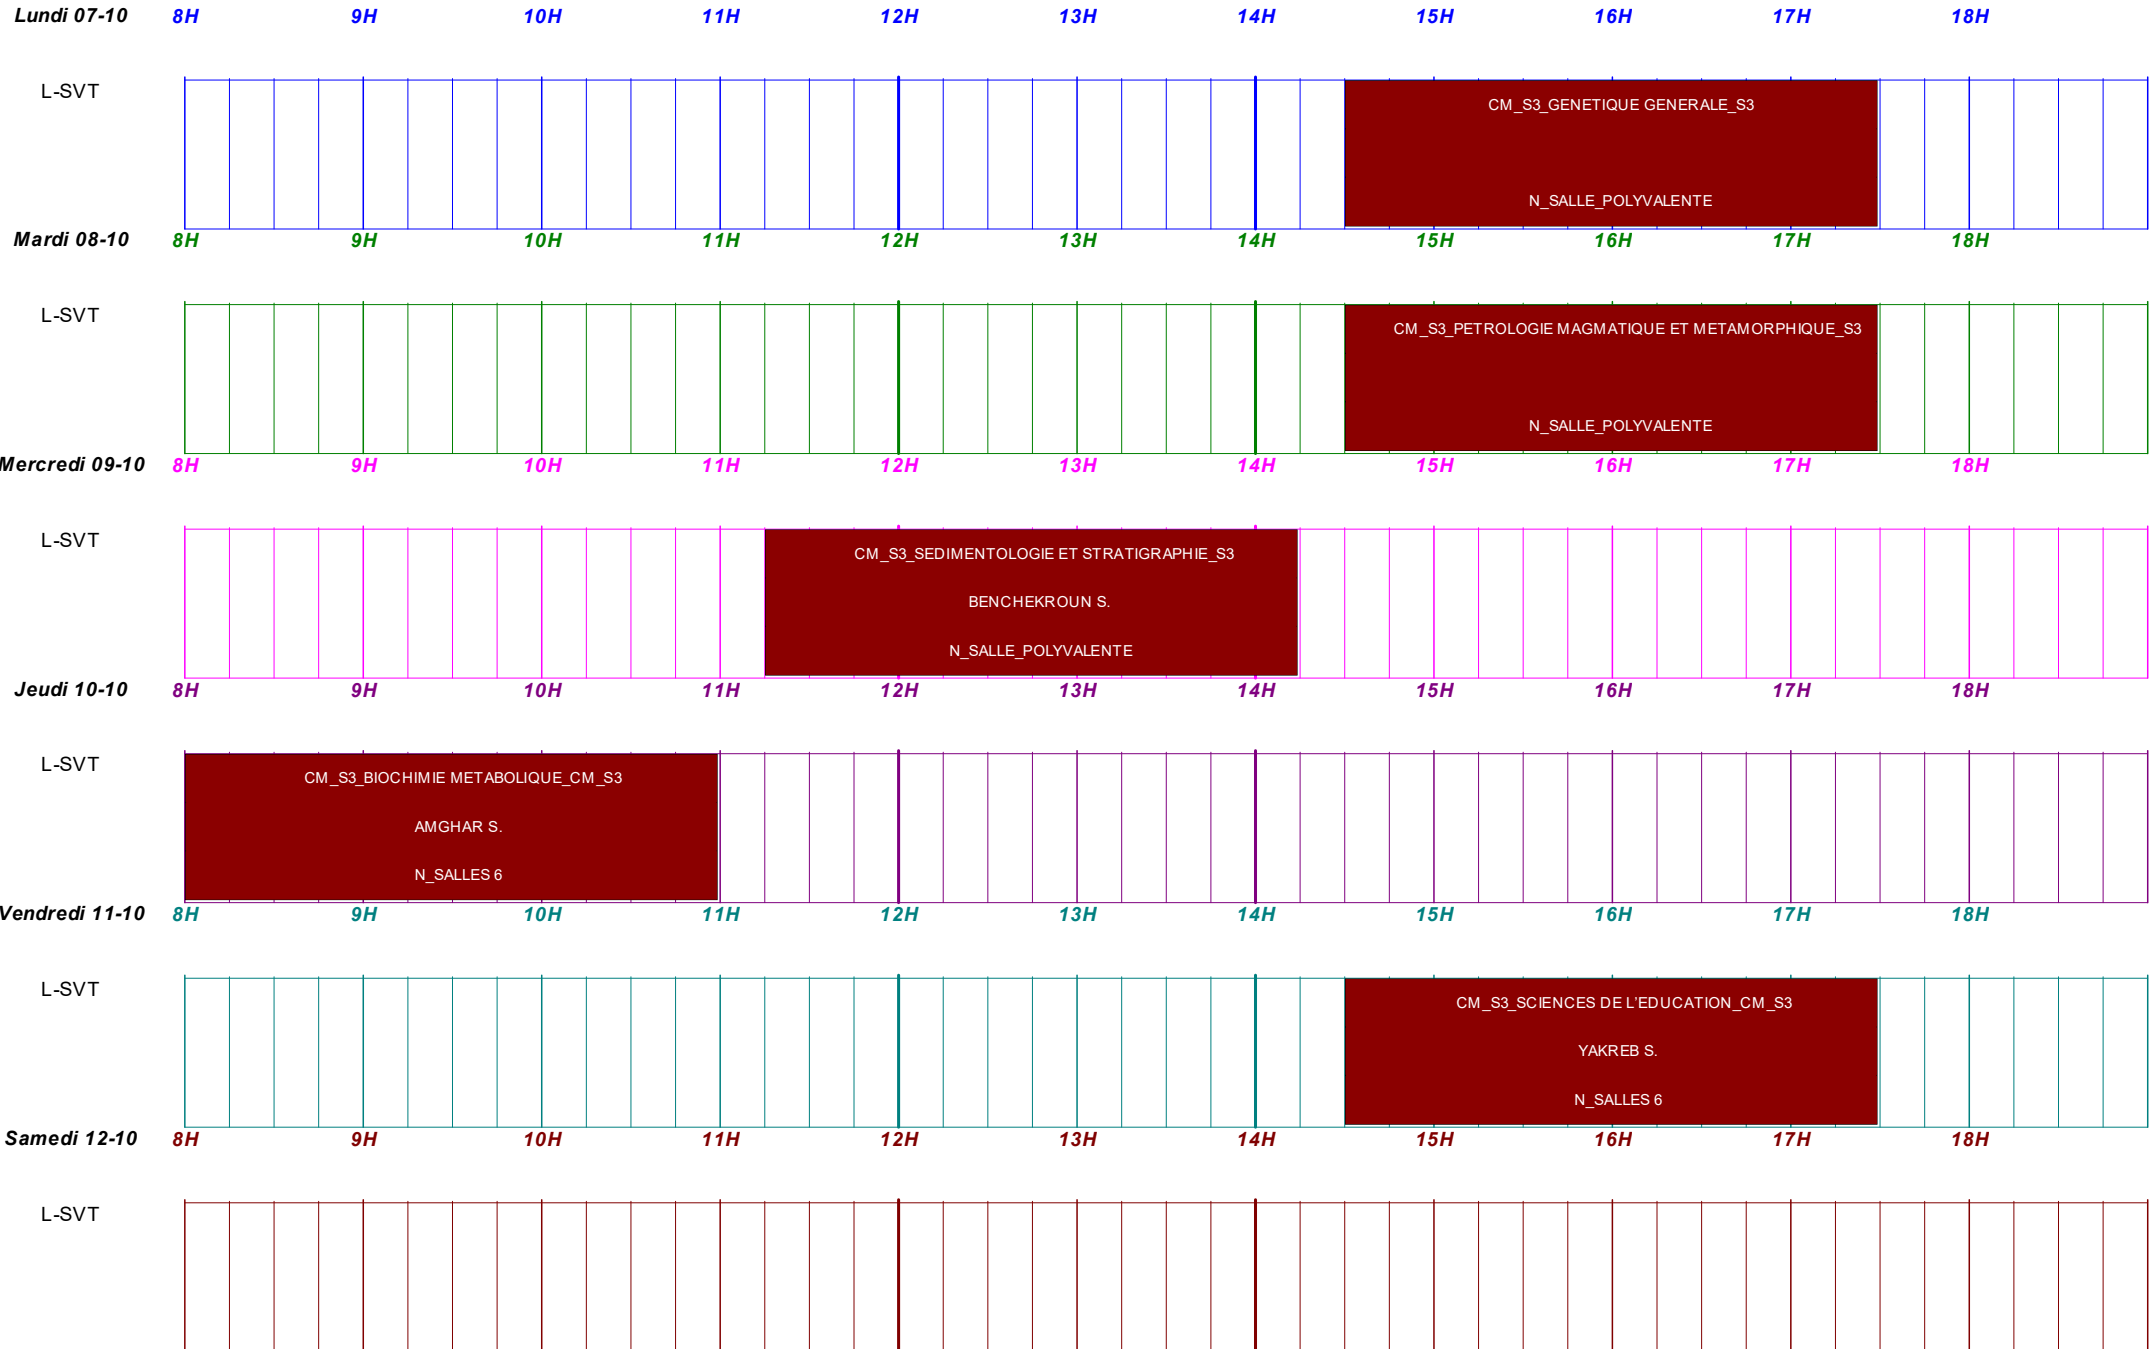 Lundi 07-10 8H 9H 10H 11H 12H 13H 14H 15H 16H 17H 18H
L-SVT
CM_S3_GENETIQUE GENERALE_S3
N_SALLE_POLYVALENTE
Mardi 08-10 8H 9H 10H 11H 12H 13H 14H 15H 16H 17H 18H
L-SVT
CM_S3_PETROLOGIE MAGMATIQUE ET METAMORPHIQUE_S3
N_SALLE_POLYVALENTE
Mercredi 09-10 8H 9H 10H 11H 12H 13H 14H 15H 16H 17H 18H
L-SVT
CM_S3_SEDIMENTOLOGIE ET STRATIGRAPHIE_S3
BENCHEKROUN S.
N_SALLE_POLYVALENTE
Jeudi 10-10 8H 9H 10H 11H 12H 13H 14H 15H 16H 17H 18H
L-SVT
CM_S3_BIOCHIMIE METABOLIQUE_CM_S3
AMGHAR S.
N_SALLES 6
Vendredi 11-10 8H 9H 10H 11H 12H 13H 14H 15H 16H 17H 18H
L-SVT
CM_S3_SCIENCES DE L'EDUCATION_CM_S3
YAKREB S.
N_SALLES 6
Samedi 12-10 8H 9H 10H 11H 12H 13H 14H 15H 16H 17H 18H
L-SVT